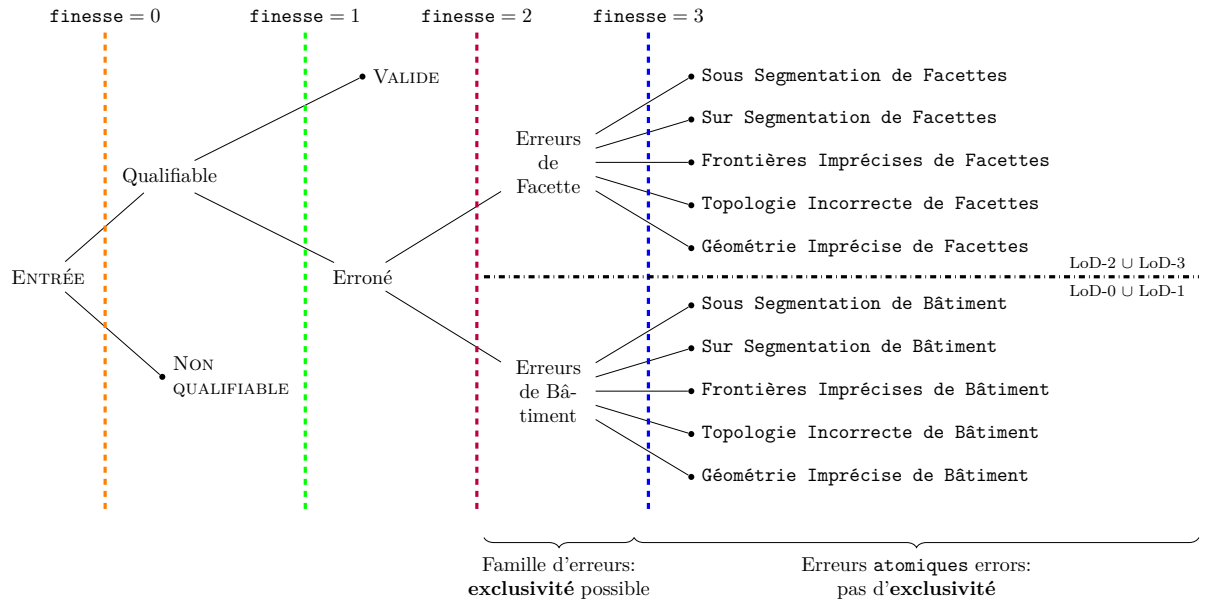 finesse = 0
finesse = 1
finesse = 2
finesse = 3
VALIDE
Qualifiable
ENTRÉE
NON
QUALIFIABLE
Erroné
Erreurs
de
Facette
Erreurs
de Bâ-
timent
Sous Segmentation de Facettes
Sur Segmentation de Facettes
Frontières Imprécises de Facettes
Topologie Incorrecte de Facettes
Géométrie Imprécise de Facettes
LoD-2 ∪ LoD-3
LoD-0 ∪ LoD-1
Sous Segmentation de Bâtiment
Sur Segmentation de Bâtiment
Frontières Imprécises de Bâtiment
Topologie Incorrecte de Bâtiment
Géométrie Imprécise de Bâtiment
Famille d'erreurs:
exclusivité possible
Erreurs atomiques errors:
pas d'exclusivité